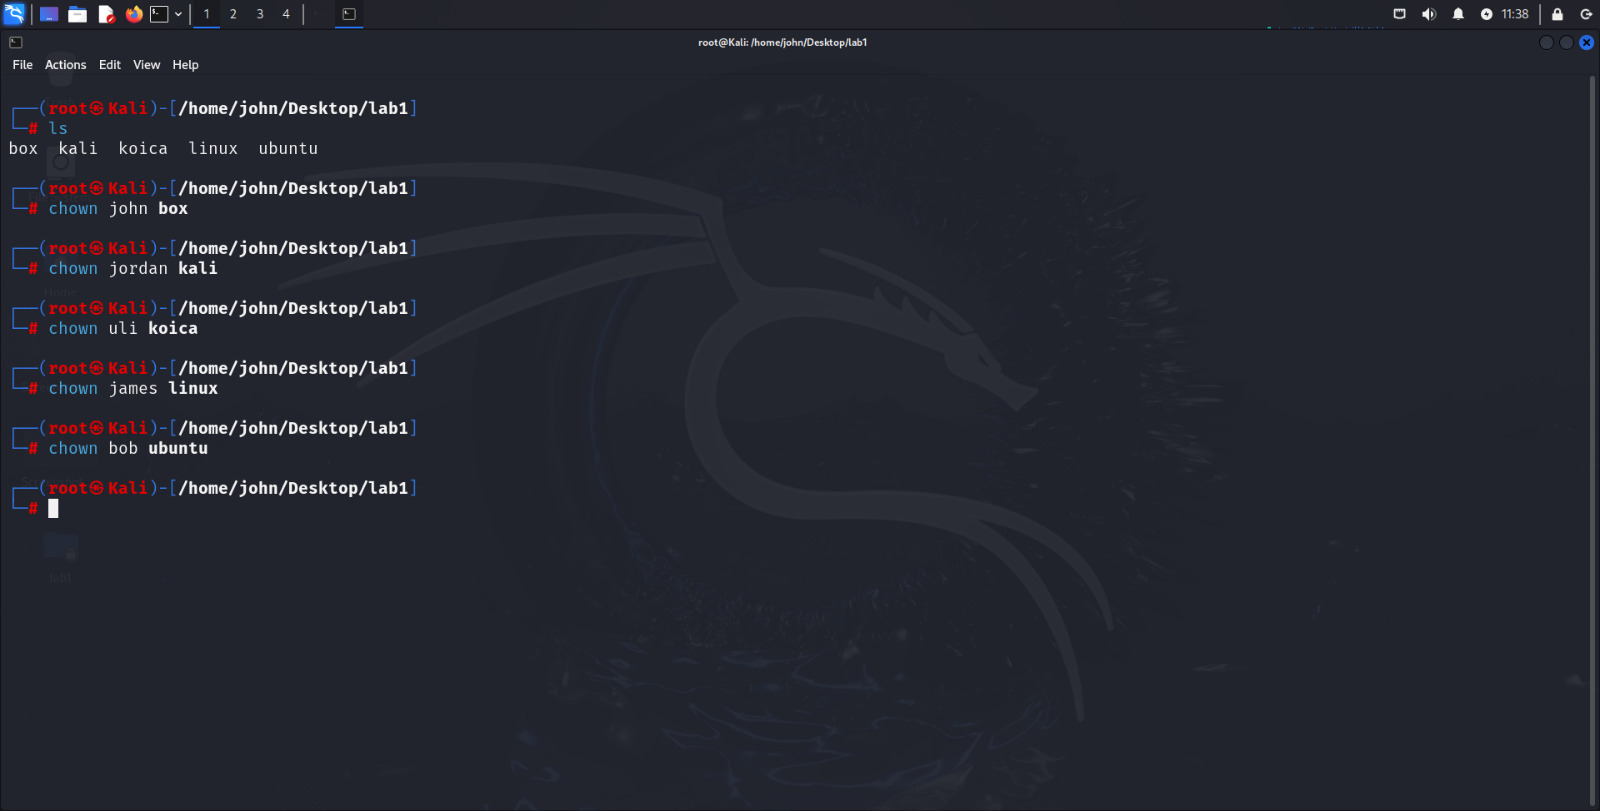 1 2 3 4
11:38
root@Kali: /home/john/Desktop/lab1
File Actions Edit View Help
┌──(root㉿Kali)-[/home/john/Desktop/lab1]
└─# ls
box kali koica linux ubuntu
┌──(root㉿Kali)-[/home/john/Desktop/lab1]
└─# chown john box
┌──(root㉿Kali)-[/home/john/Desktop/lab1]
└─# chown jordan kali
Home
┌──(root㉿Kali)-[/home/john/Desktop/lab1]
└─# chown uli koica
┌──(root㉿Kali)-[/home/john/Desktop/lab1]
└─# chown james linux
┌──(root㉿Kali)-[/home/john/Desktop/lab1]
└─# chown bob ubuntu
┌──(root㉿Kali)-[/home/john/Desktop/lab1]
└─#
lab1